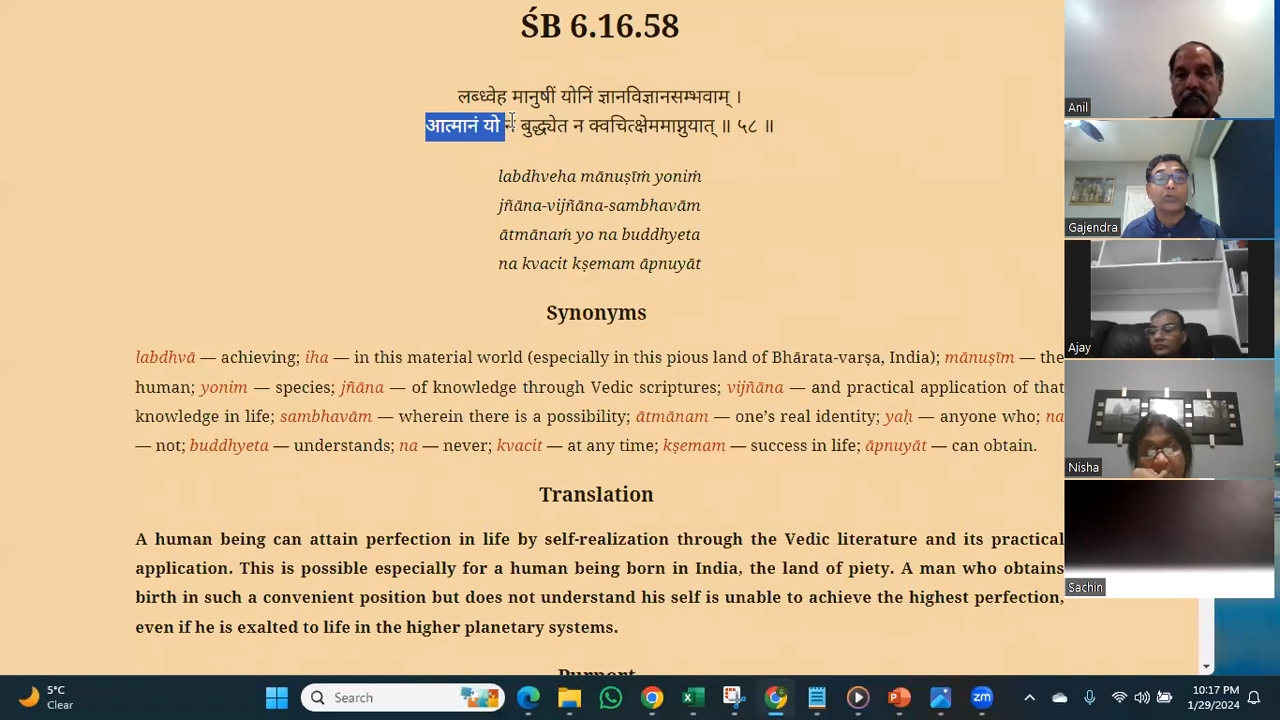 ŚB 6.16.58
लब्ध्वेह मानुषीं योनिं ज्ञानविज्ञानसम्भवाम् ।
आत्मानं यो न बुद्ध्येत न क्वचित्क्षेममाप्नुयात् ॥ ५८ ॥
labdhveha mānuṣīṁ yoniṁ
jñāna-vijñāna-sambhavām
ātmānaṁ yo na buddhyeta
na kvacit kṣemam āpnuyāt
Synonyms
labdhvā — achieving; iha — in this material world (especially in this pious land of Bhārata-varṣa, India); mānuṣīm — the
human; yonim — species; jñāna — of knowledge through Vedic scriptures; vijñāna — and practical application of that
knowledge in life; sambhavām — wherein there is a possibility; ātmānam — one’s real identity; yaḥ — anyone who; na
— not; buddhyeta — understands; na — never; kvacit — at any time; kṣemam — success in life; āpnuyāt — can obtain.
Translation
A human being can attain perfection in life by self-realization through the Vedic literature and its practical
application. This is possible especially for a human being born in India, the land of piety. A man who obtains
birth in such a convenient position but does not understand his self is unable to achieve the highest perfection,
even if he is exalted to life in the higher planetary systems.
Purport
Anil
Gajendra
Ajay
Nisha
Sachin
5°C
Clear
Search
zm
10:17 PM
1/29/2024